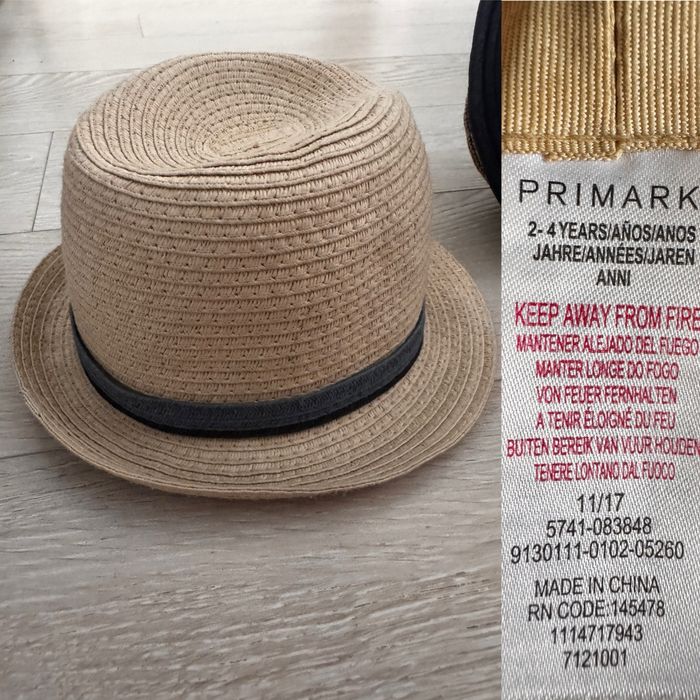 PRIMARK
2-4 YEARS/AÑOS/ANOS
JAHRE/ANNÉES/JAREN
ANNI
KEEP AWAY FROM FIRE
MANTENER ALEJADO DEL FUEGO
MANTER LONGE DO FOGO
VON FEUER FERNHALTEN
A TENIR ÉLOIGNÉ DU FEU
BUITEN BEREIK VAN VUUR HOUDEN
TENERE LONTANO DAL FUOCO
11/17
5741-083848
9130111-0102-05260
MADE IN CHINA
RN CODE:145478
1114717943
7121001